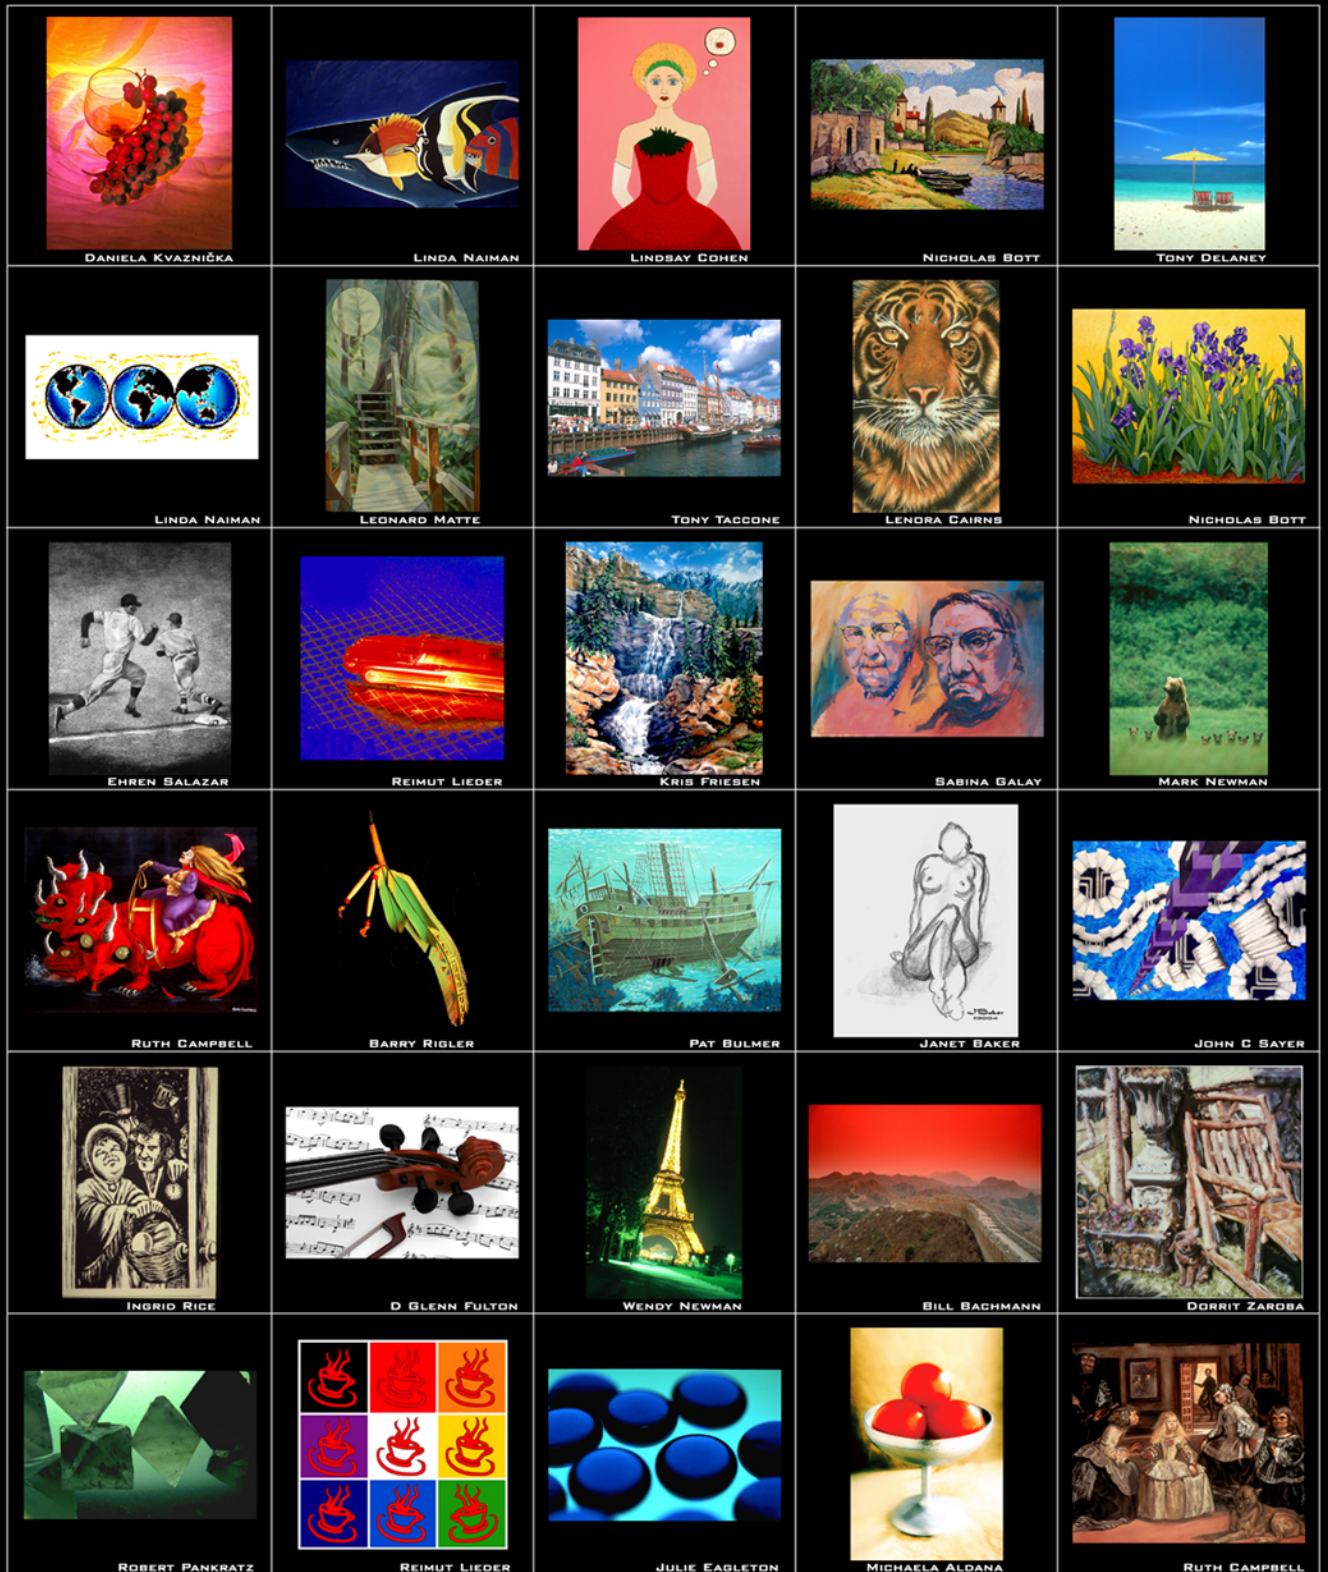 DANIELA KVAZNIČKA
LINDA NAIMAN
LINDSAY COHEN
NICHOLAS BOTT
TONY DELANEY
LINDA NAIMAN
LEONARD MATTE
TONY TACCONE
LENORA CAIRNS
NICHOLAS BOTT
EHREN SALAZAR
REIMUT LIEDER
KRIS FRIESEN
SABINA GALAY
MARK NEWMAN
RUTH CAMPBELL
BARRY RIGLER
PAT BULMER
J Baker
JANET BAKER
JOHN C SAYER
INGRID RICE
D GLENN FULTON
WENDY NEWMAN
BILL BACHMANN
DORRIT ZAROBA
ROBERT PANKRATZ
REIMUT LIEDER
JULIE EAGLETON
MICHAELA ALDANA
RUTH CAMPBELL